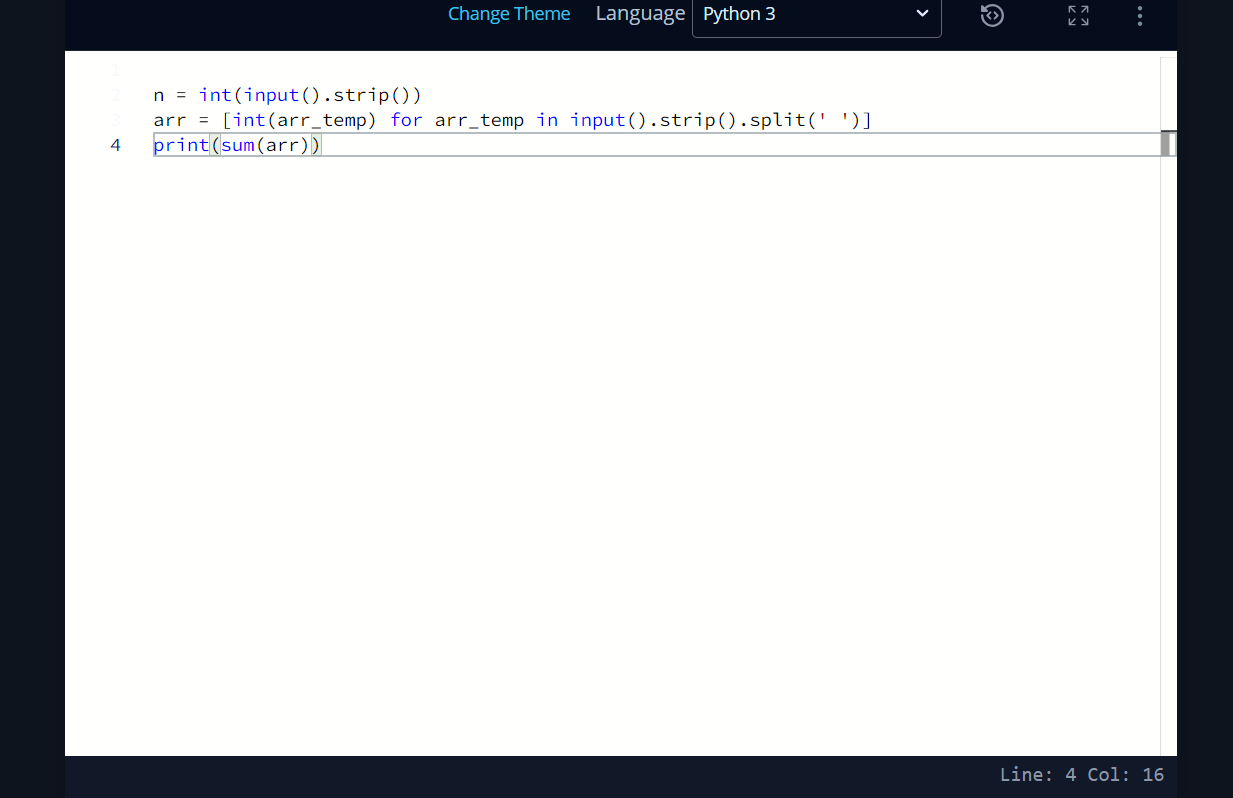 Change Theme Language Python 3
1
2 n = int(input().strip())
3 arr = [int(arr_temp) for arr_temp in input().strip().split(' ')]
4 print(sum(arr))
Line: 4 Col: 16